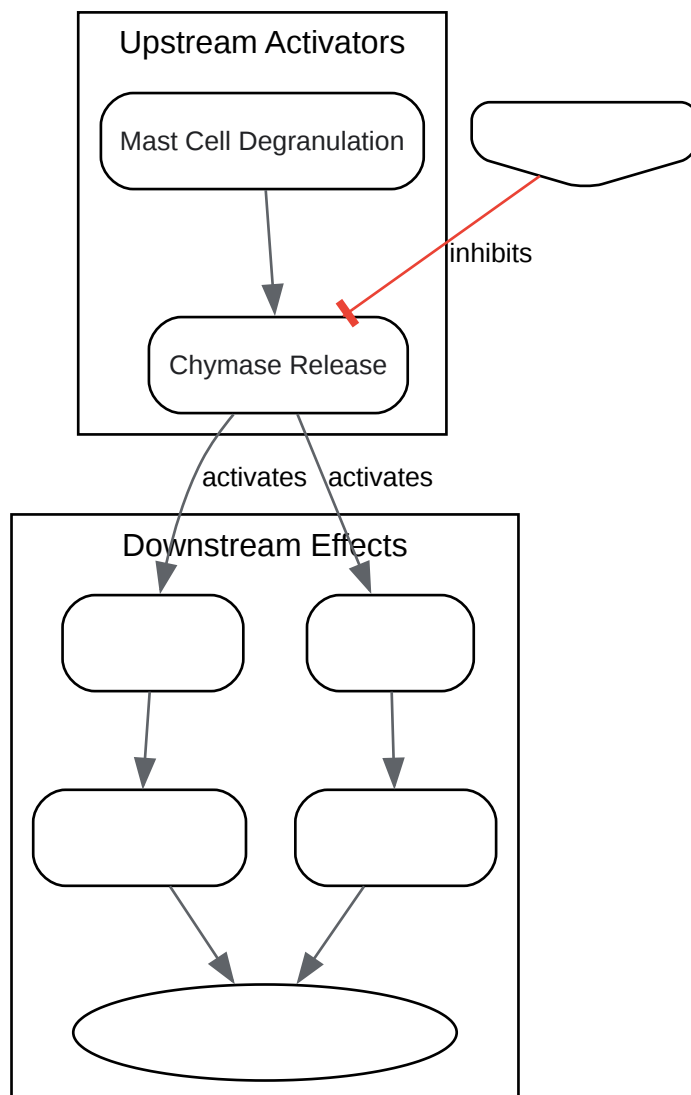 Upstream Activators
Mast Cell Degranulation
inhibits
Chymase Release
activates
activates
Downstream Effects